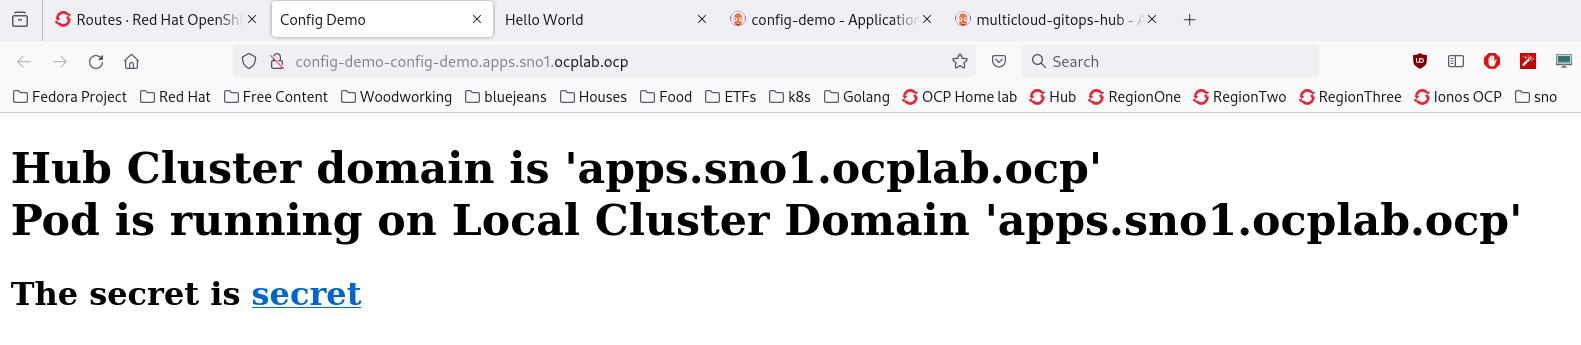 Routes · Red Hat OpenShi
Config Demo
Hello World
config-demo - Application
multicloud-gitops-hub - A
config-demo-config-demo.apps.sno1.ocplab.ocp
Search
Fedora Project
Red Hat
Free Content
Woodworking
bluejeans
Houses
Food
ETFs
k8s
Golang
OCP Home lab
Hub
RegionOne
RegionTwo
RegionThree
Ionos OCP
sno
Hub Cluster domain is 'apps.sno1.ocplab.ocp'
Pod is running on Local Cluster Domain 'apps.sno1.ocplab.ocp'
The secret is secret